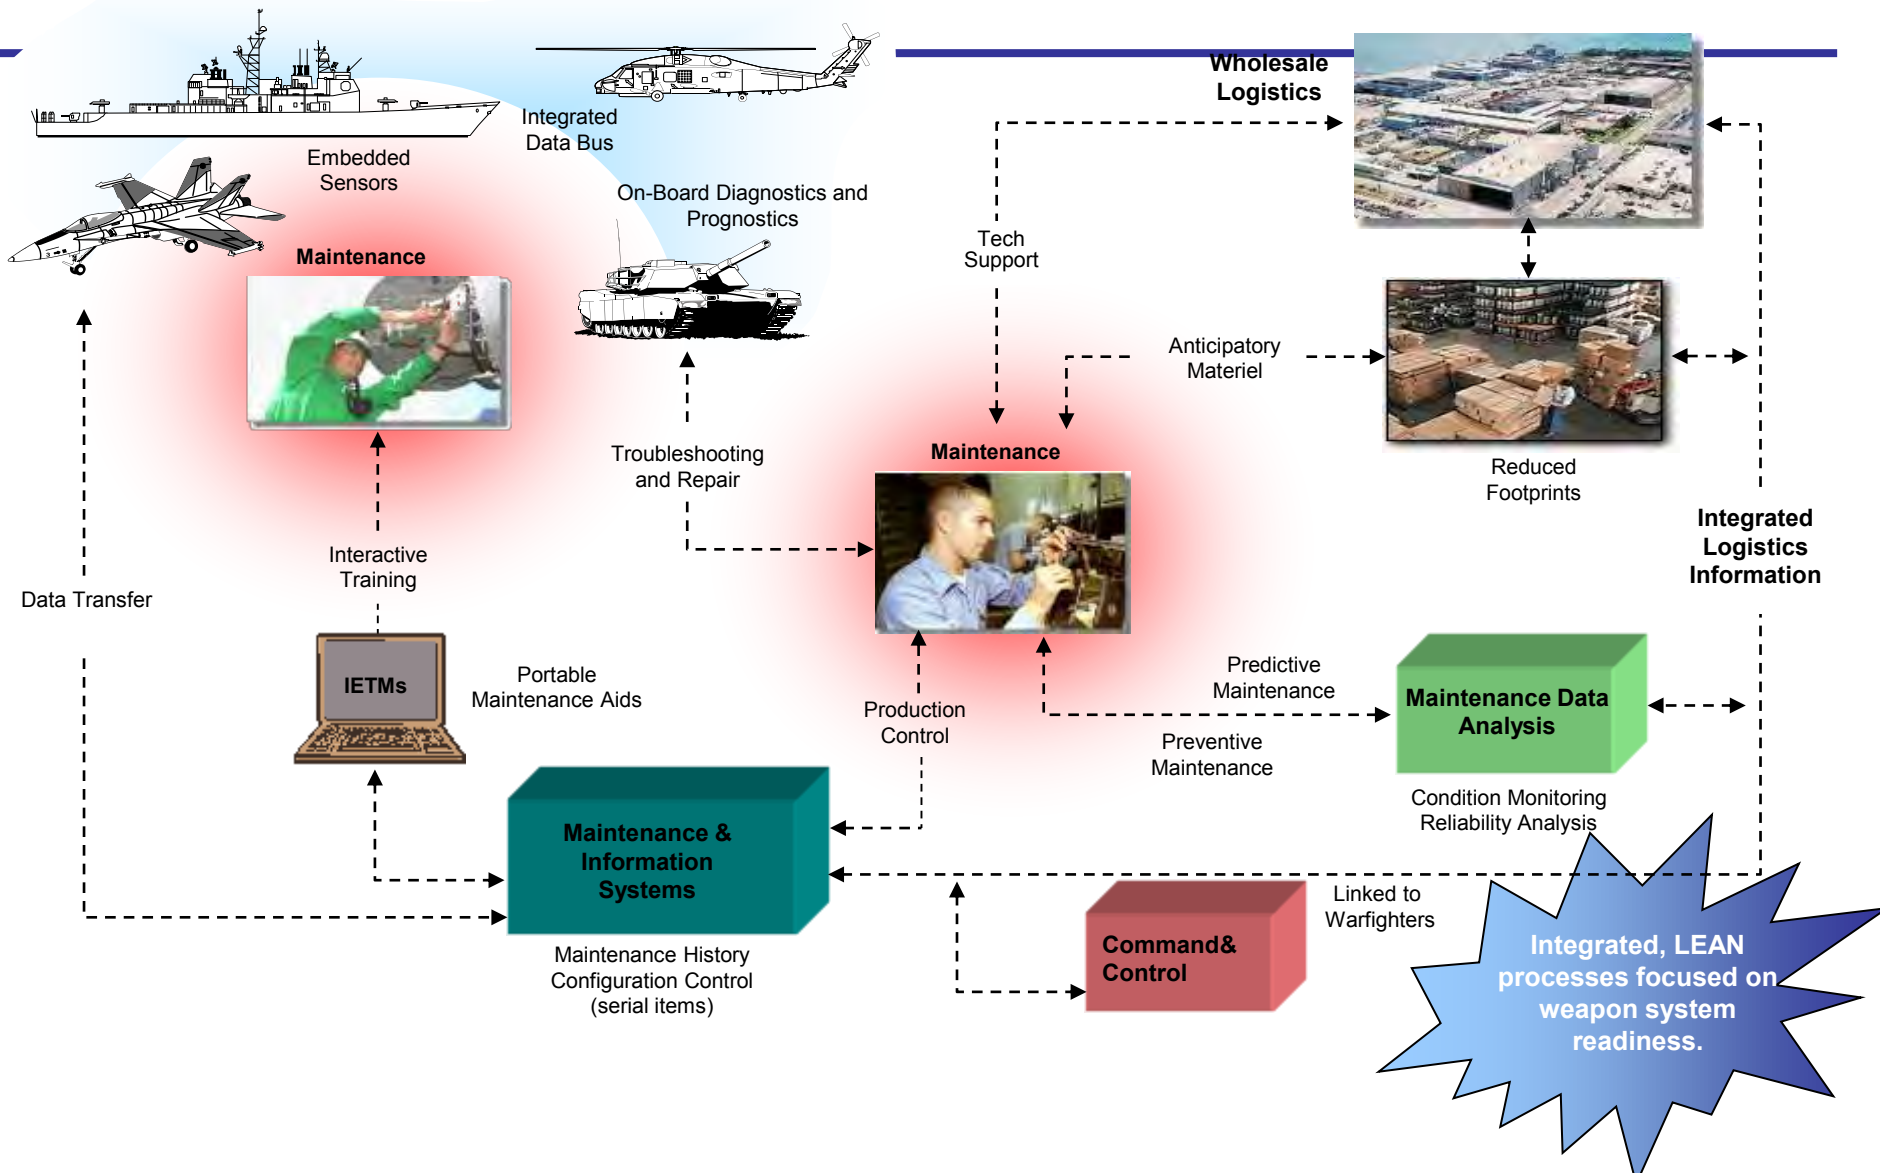 Wholesale
Logistics
Integrated
Data Bus
Embedded
Sensors
On-Board Diagnostics and
Prognostics
Maintenance
Tech
Support
Anticipatory
Materiel
Troubleshooting
and Repair
Maintenance
Reduced
Footprints
Integrated
Logistics
Information
Interactive
Training
Data Transfer
IETMs
Portable
Maintenance Aids
Production
Control
Predictive
Maintenance
Preventive
Maintenance
Maintenance Data
Analysis
Condition Monitoring
Reliability Analysis
Maintenance &
Information
Systems
Maintenance History
Configuration Control
(serial items)
Command&
Control
Linked to
Warfighters
Integrated, LEAN
processes focused on
weapon system
readiness.